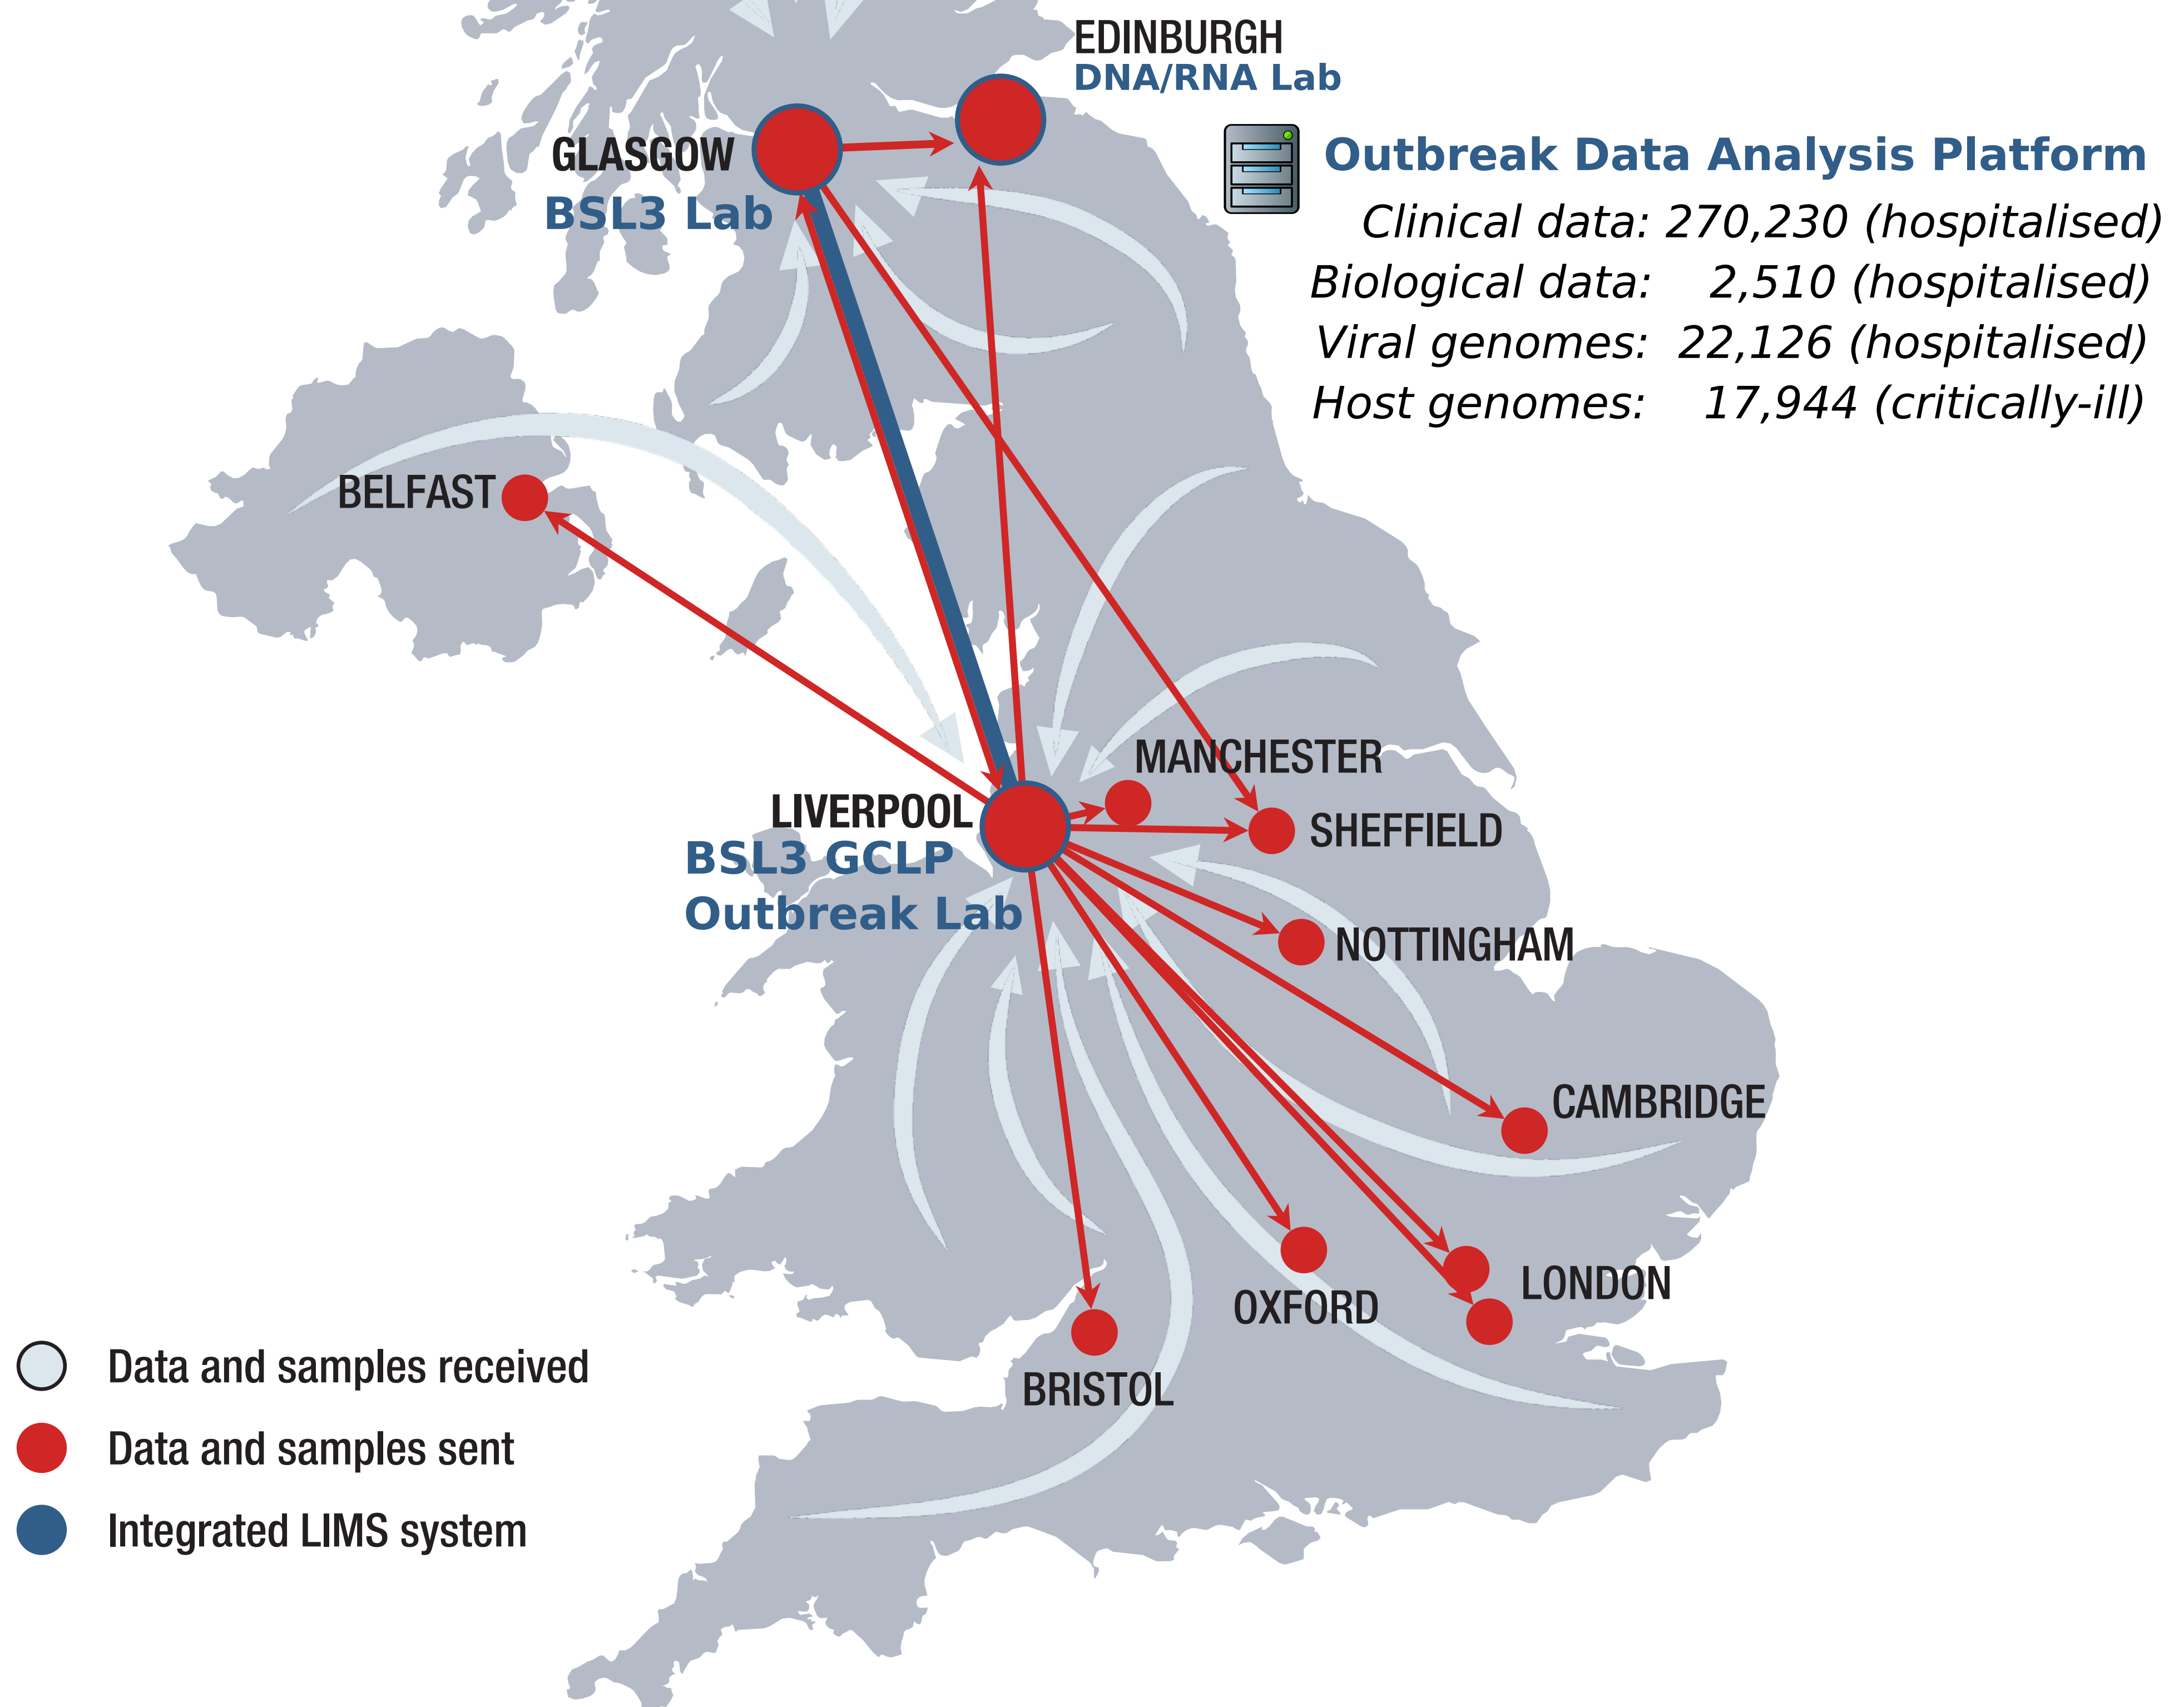 EDINBURGH
DNA/RNA Lab
GLASGOW
BSL3 Lab
Outbreak Data Analysis Platform
Clinical data: 270,230 (hospitalised)
Biological data: 2,510 (hospitalised)
Viral genomes: 22,126 (hospitalised)
Host genomes: 17,944 (critically-ill)
BELFAST
MANCHESTER
LIVERPOOL
BSL3 GCLP
Outbreak Lab
SHEFFIELD
NOTTINGHAM
CAMBRIDGE
LONDON
OXFORD
BRISTOL
Data and samples received
Data and samples sent
Integrated LIMS system